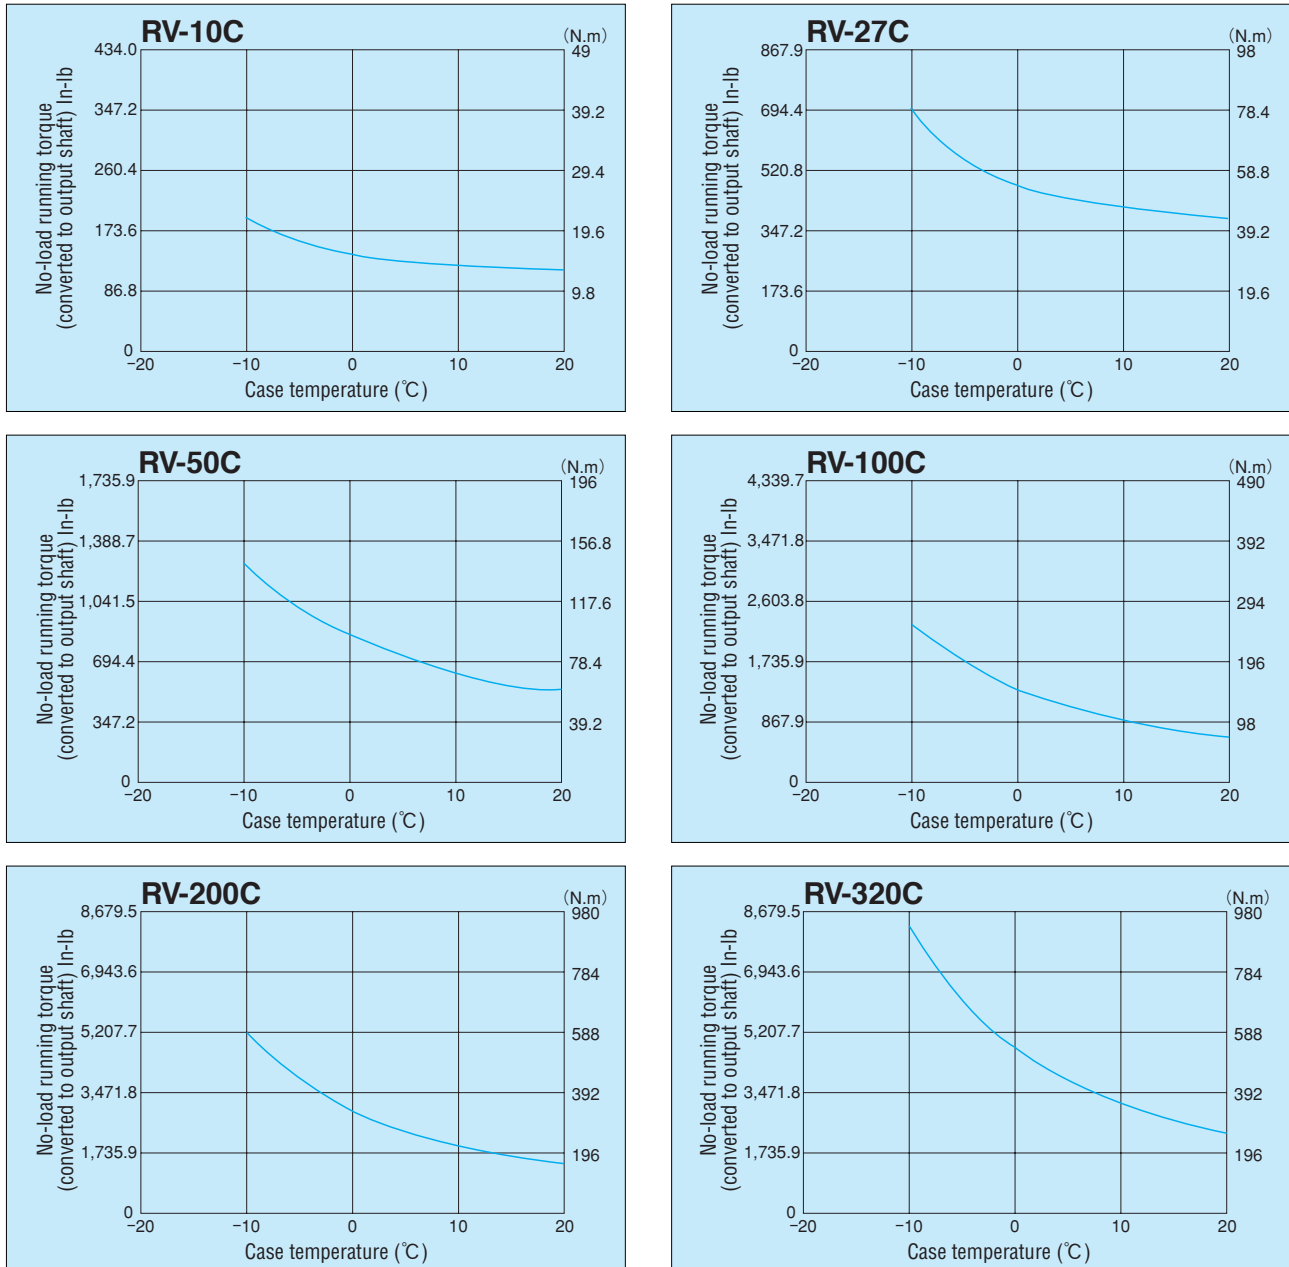 RV-10C
(N.m)
No-load running torque
(converted to output shaft) In-lb
434.0
347.2
260.4
173.6
86.8
0
49
39.2
29.4
19.6
9.8
−20 −10 0 10 20
Case temperature (℃)
RV-27C
(N.m)
No-load running torque
(converted to output shaft) In-lb
867.9
694.4
520.8
347.2
173.6
0
98
78.4
58.8
39.2
19.6
−20 −10 0 10 20
Case temperature (℃)
RV-50C
(N.m)
No-load running torque
(converted to output shaft) In-lb
1,735.9
1,388.7
1,041.5
694.4
347.2
0
196
156.8
117.6
78.4
39.2
−20 −10 0 10 20
Case temperature (℃)
RV-100C
(N.m)
No-load running torque
(converted to output shaft) In-lb
4,339.7
3,471.8
2,603.8
1,735.9
867.9
0
490
392
294
196
98
−20 −10 0 10 20
Case temperature (℃)
RV-200C
(N.m)
No-load running torque
(converted to output shaft) In-lb
8,679.5
6,943.6
5,207.7
3,471.8
1,735.9
0
980
784
588
392
196
−20 −10 0 10 20
Case temperature (℃)
RV-320C
(N.m)
No-load running torque
(converted to output shaft) In-lb
8,679.5
6,943.6
5,207.7
3,471.8
1,735.9
0
980
784
588
392
196
−20 −10 0 10 20
Case temperature (℃)